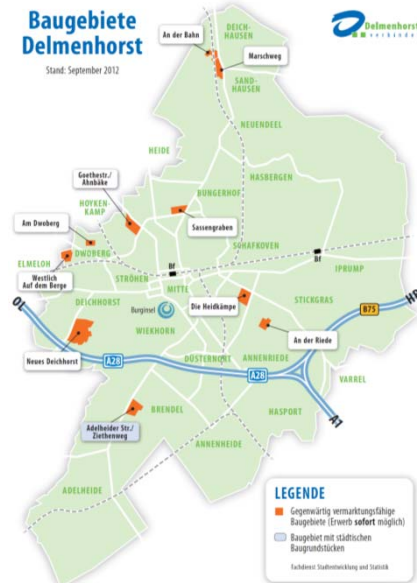 Baugebiete
Delmenhorst
Stand: September 2012
Delmenhorst
verbindet
An der Bahn
DEICH-
HAUSEN
Marschweg
SAND-
HAUSEN
NEUENDEEL
HEIDE
Goethestr./
Ahnbäke
HASBERGEN
HOYKEN-
KAMP
BUNGERHOF
Sassengraben
Am Dwoberg
DWOBERG
SCHAFKOVEN
ELMELOH
Westlich
Auf dem Berge
STRÖHEN
Bf
Bf
IPRUMP
MITTE
DEICHHORST
Die Heidkämpe
STICKGRAS
OL
Burginsel
HB
B75
WIEKHORN
An der Riede
Neues Deichhorst
A28
DÜSTERNORT
ANNENRIEDE
A28
VARREL
Adelheider Str./
Ziethenweg
BRENDEL
HASPORT
A1
ANNENHEIDE
ADELHEIDE
LEGENDE
Gegenwärtig vermarktungsfähige
Baugebiete (Erwerb sofort möglich)
Baugebiet mit städtischen
Baugrundstücken
Fachdienst Stadtentwicklung und Statistik